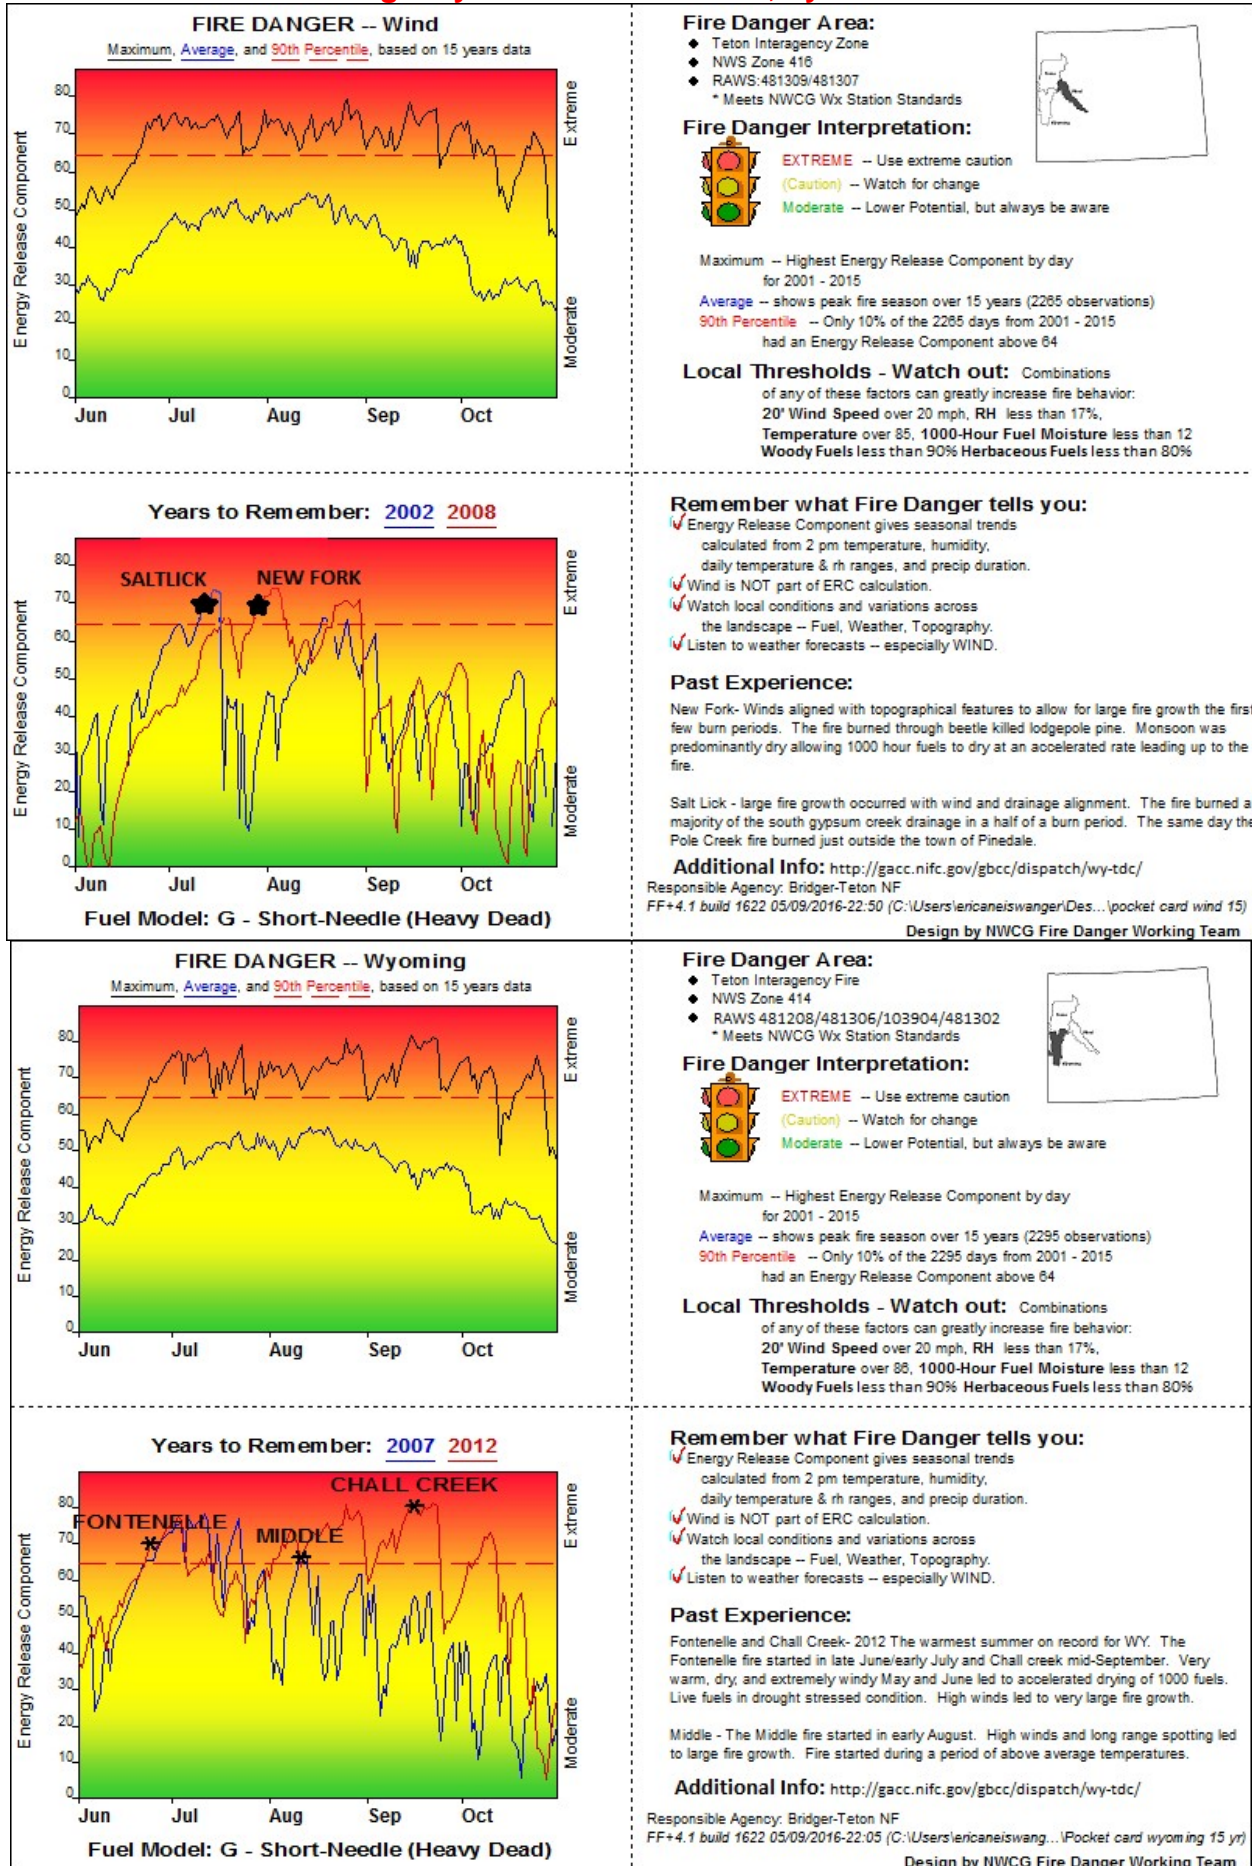 FIRE DANGER -- Wind
Maximum, Average, and 90th Percentile, based on 15 years data
Energy Release Component
80
70
60
50
40
30
20
10
0
Extreme
Moderate
Jun Jul Aug Sep Oct
Fire Danger Area:
Teton Interagency Zone
NWS Zone 416
RAWS:481309/481307
* Meets NWCG Wx Station Standards
Fire Danger Interpretation:
EXTREME -- Use extreme caution
(Caution) -- Watch for change
Moderate -- Lower Potential, but always be aware
Maximum -- Highest Energy Release Component by day
for 2001 - 2015
Average -- shows peak fire season over 15 years (2265 observations)
90th Percentile -- Only 10% of the 2265 days from 2001 - 2015
had an Energy Release Component above 64
Local Thresholds - Watch out: Combinations
of any of these factors can greatly increase fire behavior:
20' Wind Speed over 20 mph, RH less than 17%,
Temperature over 85, 1000-Hour Fuel Moisture less than 12
Woody Fuels less than 90% Herbaceous Fuels less than 80%
Years to Remember: 2002 2008
SALTLICK NEW FORK
Energy Release Component
80
70
60
50
40
30
20
10
0
Extreme
Moderate
Jun Jul Aug Sep Oct
Fuel Model: G - Short-Needle (Heavy Dead)
Remember what Fire Danger tells you:
Energy Release Component gives seasonal trends
calculated from 2 pm temperature, humidity,
daily temperature & rh ranges, and precip duration.
Wind is NOT part of ERC calculation.
Watch local conditions and variations across
the landscape -- Fuel, Weather, Topography.
Listen to weather forecasts -- especially WIND.
Past Experience:
New Fork- Winds aligned with topographical features to allow for large fire growth the first
few burn periods. The fire burned through beetle killed lodgepole pine. Monsoon was
predominantly dry allowing 1000 hour fuels to dry at an accelerated rate leading up to the
fire.
Salt Lick - large fire growth occurred with wind and drainage alignment. The fire burned a
majority of the south gypsum creek drainage in a half of a burn period. The same day the
Pole Creek fire burned just outside the town of Pinedale.
Additional Info: http://gacc.nifc.gov/gbcc/dispatch/wy-tdc/
Responsible Agency: Bridger-Teton NF
FF+4.1 build 1622 05/09/2016-22:50 (C:\Users\ericaneiswanger\Des...\pocket card wind 15)
Design by NWCG Fire Danger Working Team
FIRE DANGER -- Wyoming
Maximum, Average, and 90th Percentile, based on 15 years data
Energy Release Component
80
70
60
50
40
30
20
10
0
Extreme
Moderate
Jun Jul Aug Sep Oct
Fire Danger Area:
Teton Interagency Fire
NWS Zone 414
RAWS 481208/481306/103904/481302
* Meets NWCG Wx Station Standards
Fire Danger Interpretation:
EXTREME -- Use extreme caution
(Caution) -- Watch for change
Moderate -- Lower Potential, but always be aware
Maximum -- Highest Energy Release Component by day
for 2001 - 2015
Average -- shows peak fire season over 15 years (2295 observations)
90th Percentile -- Only 10% of the 2295 days from 2001 - 2015
had an Energy Release Component above 64
Local Thresholds - Watch out: Combinations
of any of these factors can greatly increase fire behavior:
20' Wind Speed over 20 mph, RH less than 17%,
Temperature over 86, 1000-Hour Fuel Moisture less than 12
Woody Fuels less than 90% Herbaceous Fuels less than 80%
Years to Remember: 2007 2012
CHALL CREEK
FONTENELLE
MIDDLE
Energy Release Component
80
70
60
50
40
30
20
10
0
Extreme
Moderate
Jun Jul Aug Sep Oct
Fuel Model: G - Short-Needle (Heavy Dead)
Remember what Fire Danger tells you:
Energy Release Component gives seasonal trends
calculated from 2 pm temperature, humidity,
daily temperature & rh ranges, and precip duration.
Wind is NOT part of ERC calculation.
Watch local conditions and variations across
the landscape -- Fuel, Weather, Topography.
Listen to weather forecasts -- especially WIND.
Past Experience:
Fontenelle and Chall Creek- 2012 The warmest summer on record for WY. The
Fontenelle fire started in late June/early July and Chall creek mid-September. Very
warm, dry, and extremely windy May and June led to accelerated drying of 1000 fuels.
Live fuels in drought stressed condition. High winds led to very large fire growth.
Middle - The Middle fire started in early August. High winds and long range spotting led
to large fire growth. Fire started during a period of above average temperatures.
Additional Info: http://gacc.nifc.gov/gbcc/dispatch/wy-tdc/
Responsible Agency: Bridger-Teton NF
FF+4.1 build 1622 05/09/2016-22:05 (C:\Users\ericaneiswang...\Pocket card wyoming 15 yr)
Design by NWCG Fire Danger Working Team